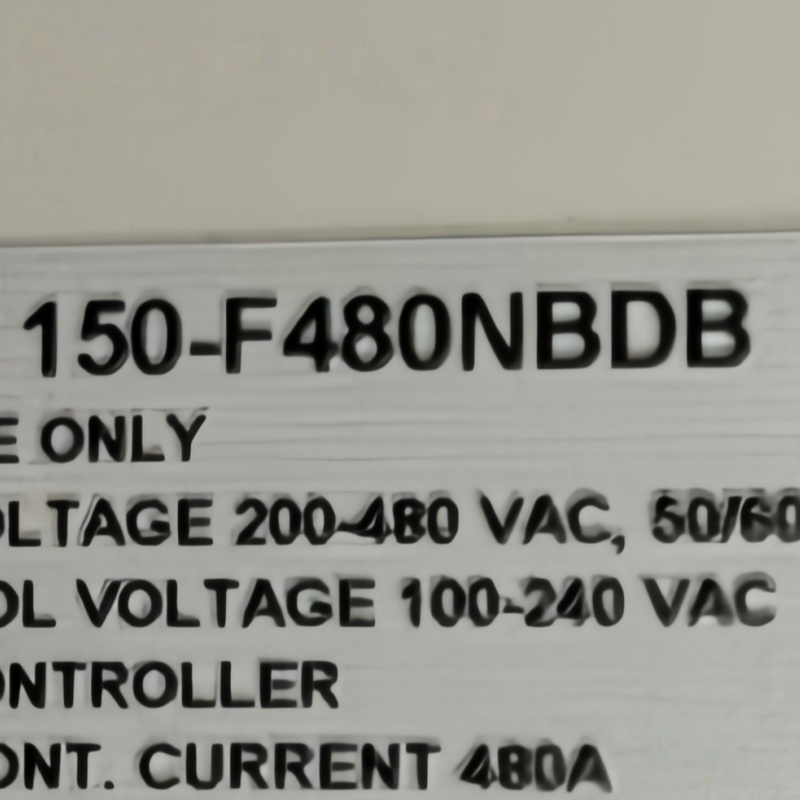 150-F480NBDB
E ONLY
OLTAGE 200-480 VAC, 50/60
OL VOLTAGE 100-240 VAC
ONTROLLER
ONT. CURRENT 480A